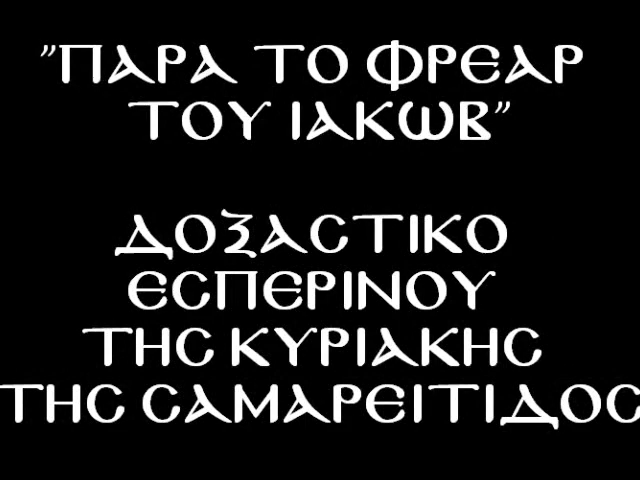 "ΠΑΡΑ ΤΟ ΦΡΕΑΡ
ΤΟΥ ΙΑΚΩΒ"
ΔΟΞΑΣΤΙΚΟ
ΕΣΠΕΡΙΝΟΥ
ΤΗΣ ΚΥΡΙΑΚΗΣ
ΤΗΣ ΣΑΜΑΡΕΙΤΙΔΟΣ